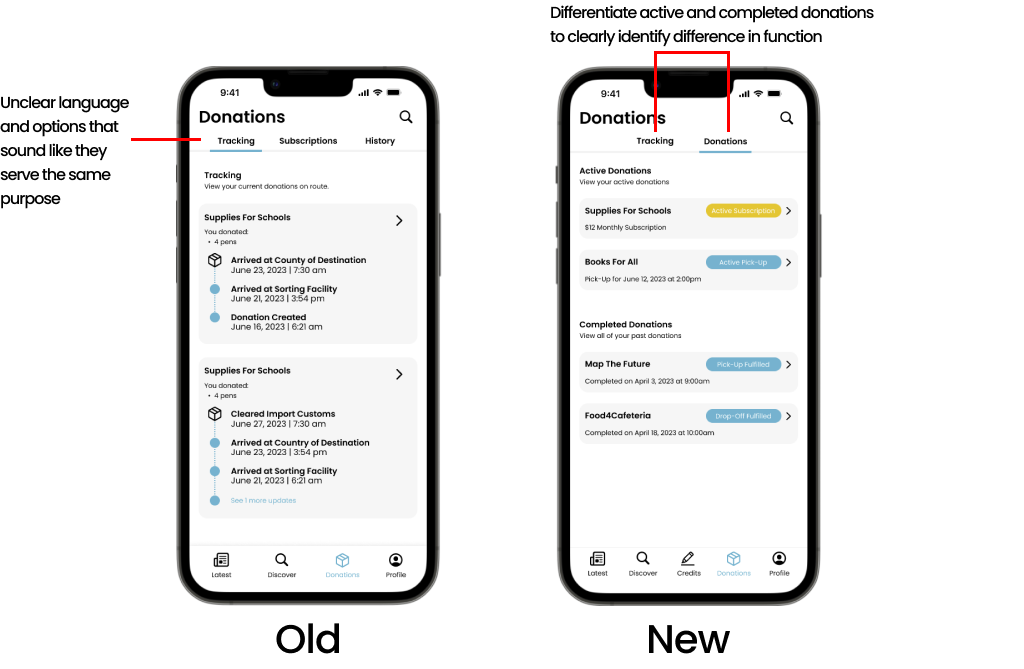 Differentiate active and completed donations
to clearly identify difference in function
Unclear language
and options that
sound like they
serve the same
purpose
9:41
Donations
Tracking Subscriptions History
Tracking
View your current donations on route.
Supplies For Schools
You donated:
• 4 pens
Arrived at County of Destination
June 23, 2023 | 7:30 am
Arrived at Sorting Facility
June 21, 2023 | 3:54 pm
Donation Created
June 16, 2023 | 6:21 am
Supplies For Schools
You donated:
• 4 pens
Cleared Import Customs
June 27, 2023 | 7:30 am
Arrived at Country of Destination
June 23, 2023 | 3:54 pm
Arrived at Sorting Facility
June 21, 2023 | 6:21 am
See 1 more updates
Latest Discover Donations Profile
Old
9:41
Donations
Tracking Donations
Active Donations
View your active donations
Supplies For Schools Active Subscription
$12 Monthly Subscription
Books For All Active Pick-Up
Pick-Up for June 12, 2023 at 2:00pm
Completed Donations
View all of your past donations
Map The Future Pick-Up Fulfilled
Completed on April 3, 2023 at 9:00am
Food4Cafeteria Drop-Off Fulfilled
Completed on April 18, 2023 at 10:00am
Latest Discover Credits Donations Profile
New